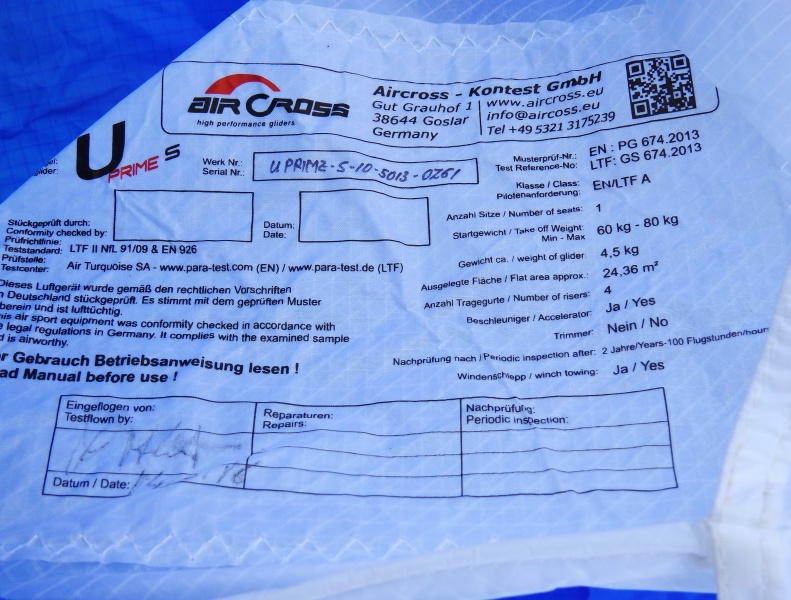 AIR CROSS
high performance gliders
Aircross - Kontest GmbH
Gut Grauhof 1
38644 Goslar
Germany
www.aircross.eu
info@aircross.eu
Tel +49 5321 3175239
U PRIME S
Werk Nr.:
Serial Nr.:
U PRIME-S-10-5013-0261
Musterprüf-Nr.: EN : PG 674.2013
Test Reference-No: LTF: GS 674.2013
Klasse / Class: EN/LTF A
Pilotenanforderung:
Anzahl Sitze / Number of seats: 1
Startgewicht / Take off Weight: 60 kg - 80 kg
Min - Max
Gewicht ca. / weight of glider: 4,5 kg
Ausgelegte Fläche / Flat area approx.: 24,36 m²
Anzahl Tragegurte / Number of risers: 4
Beschleuniger / Accelerator: Ja / Yes
Trimmer: Nein / No
Nachprüfung nach / Periodic inspection after: 2 Jahre/Years-100 Flugstunden/hours
Windenschlepp / winch towing: Ja / Yes
Stückgeprüft durch:
Conformity checked by:
Datum:
Date:
Prüfrichtlinie:
Teststandard: LTF II NfL 91/09 & EN 926
Prüfstelle:
Testcenter: Air Turquoise SA - www.para-test.com (EN) / www.para-test.de (LTF)
Dieses Luftgerät wurde gemäß den rechtlichen Vorschriften
n Deutschland stückgeprüft. Es stimmt mit dem geprüften Muster
berein und ist lufttüchtig.
his air sport equipment was conformity checked in accordance with
e legal regulations in Germany. It complies with the examined sample
d is airworthy.
r Gebrauch Betriebsanweisung lesen !
ad Manual before use !
Eingeflogen von:
Testflown by:
Reparaturen:
Repairs:
Nachprüfung:
Periodic inspection:
Datum / Date: